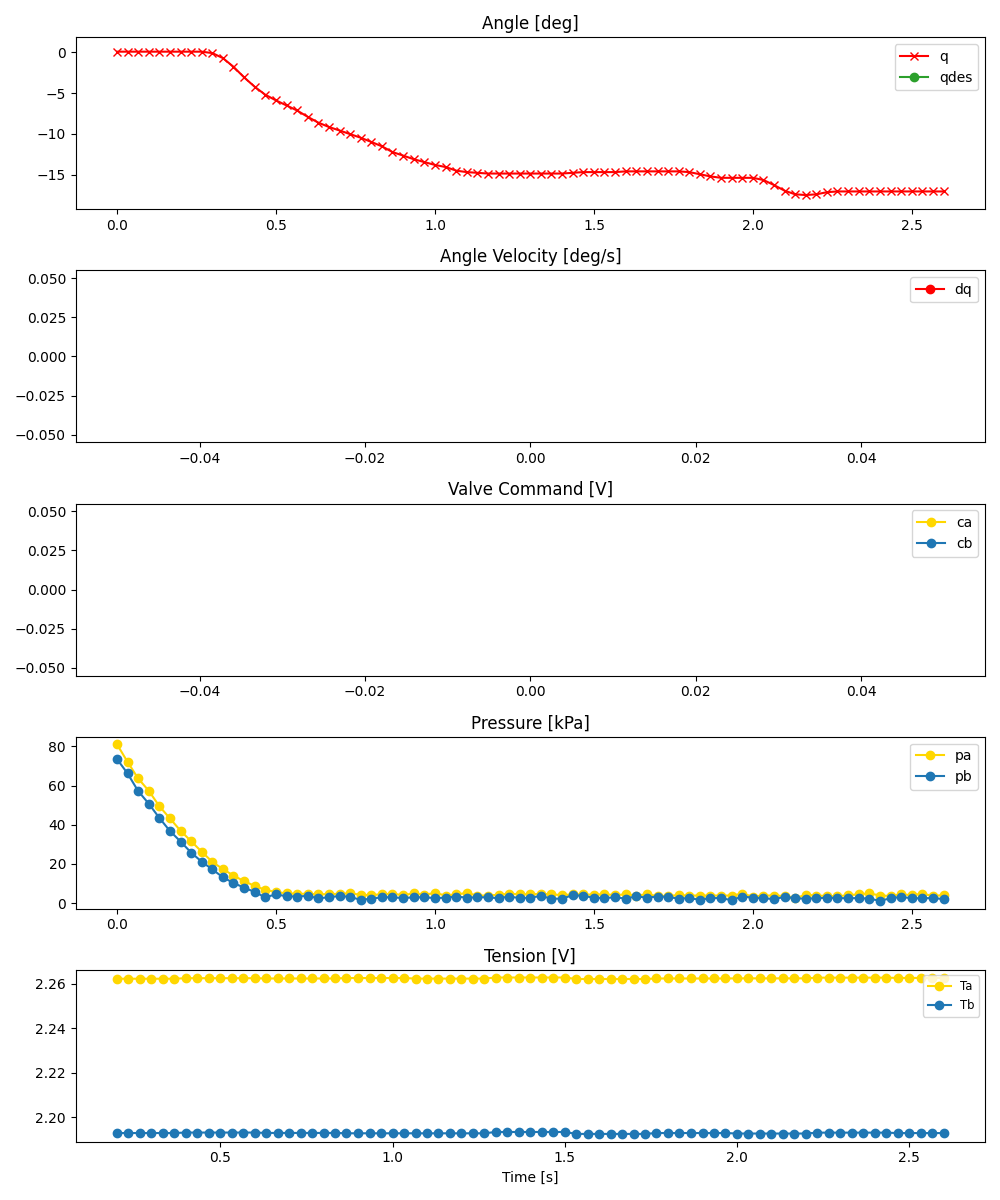 Angle [deg]
0
−5
−10
−15
q
qdes
0.0 0.5 1.0 1.5 2.0 2.5
Angle Velocity [deg/s]
0.050
0.025
0.000
−0.025
−0.050
dq
−0.04 −0.02 0.00 0.02 0.04
Valve Command [V]
0.050
0.025
0.000
−0.025
−0.050
ca
cb
−0.04 −0.02 0.00 0.02 0.04
Pressure [kPa]
80
60
40
20
0
pa
pb
0.0 0.5 1.0 1.5 2.0 2.5
Tension [V]
2.26
2.24
2.22
2.20
Ta
Tb
0.5 1.0 1.5 2.0 2.5
Time [s]